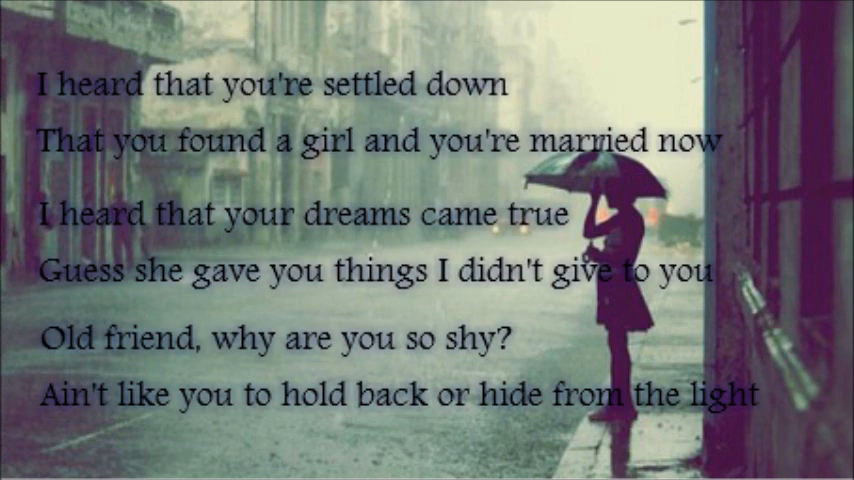 I heard that you're settled down
That you found a girl and you're married now
I heard that your dreams came true
Guess she gave you things I didn't give to you
Old friend, why are you so shy?
Ain't like you to hold back or hide from the light